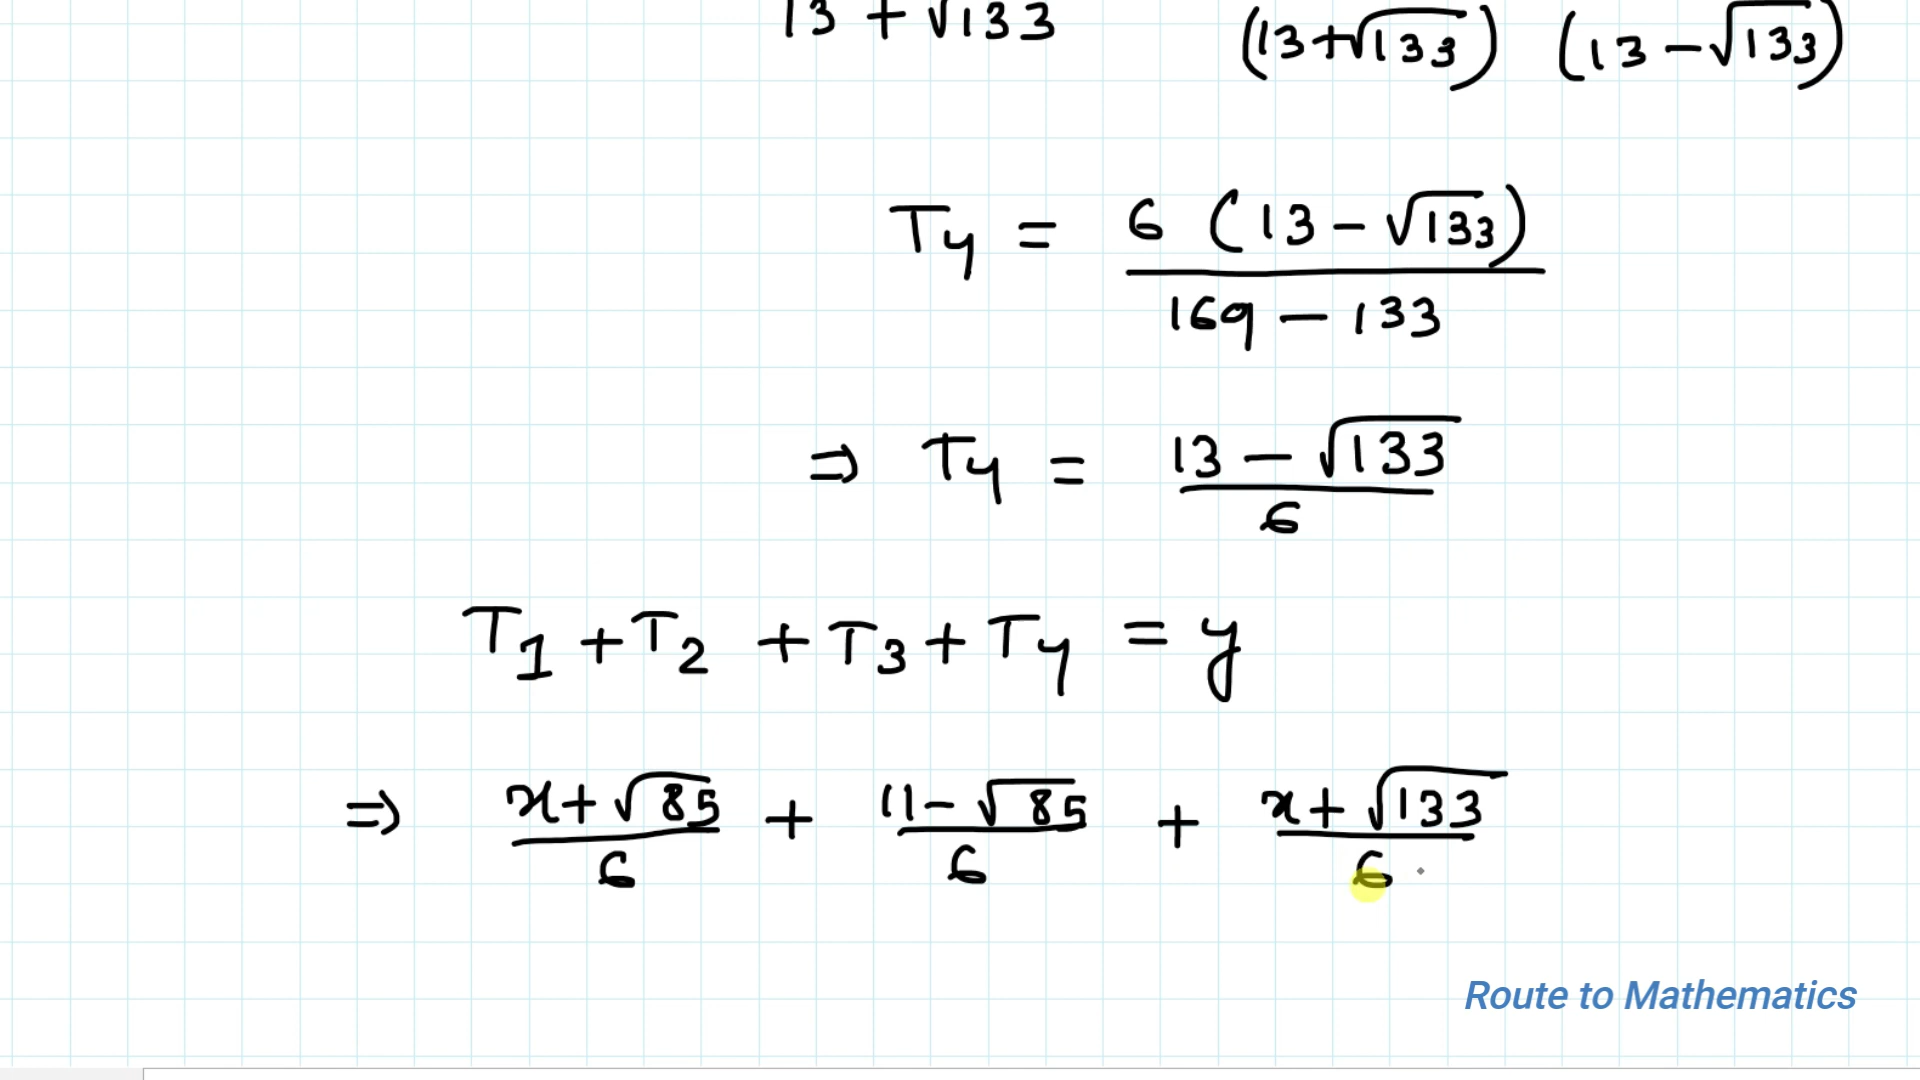 13 + √133 (13+√133) (13-√133)
T4 = 6 (13-√133) / 169 - 133
⇒ T4 = 13 - √133 / 6
T1 + T2 + T3 + T4 = y
⇒ x+√85 / 6 + 11-√85 / 6 + x+√133 / 6
Route to Mathematics